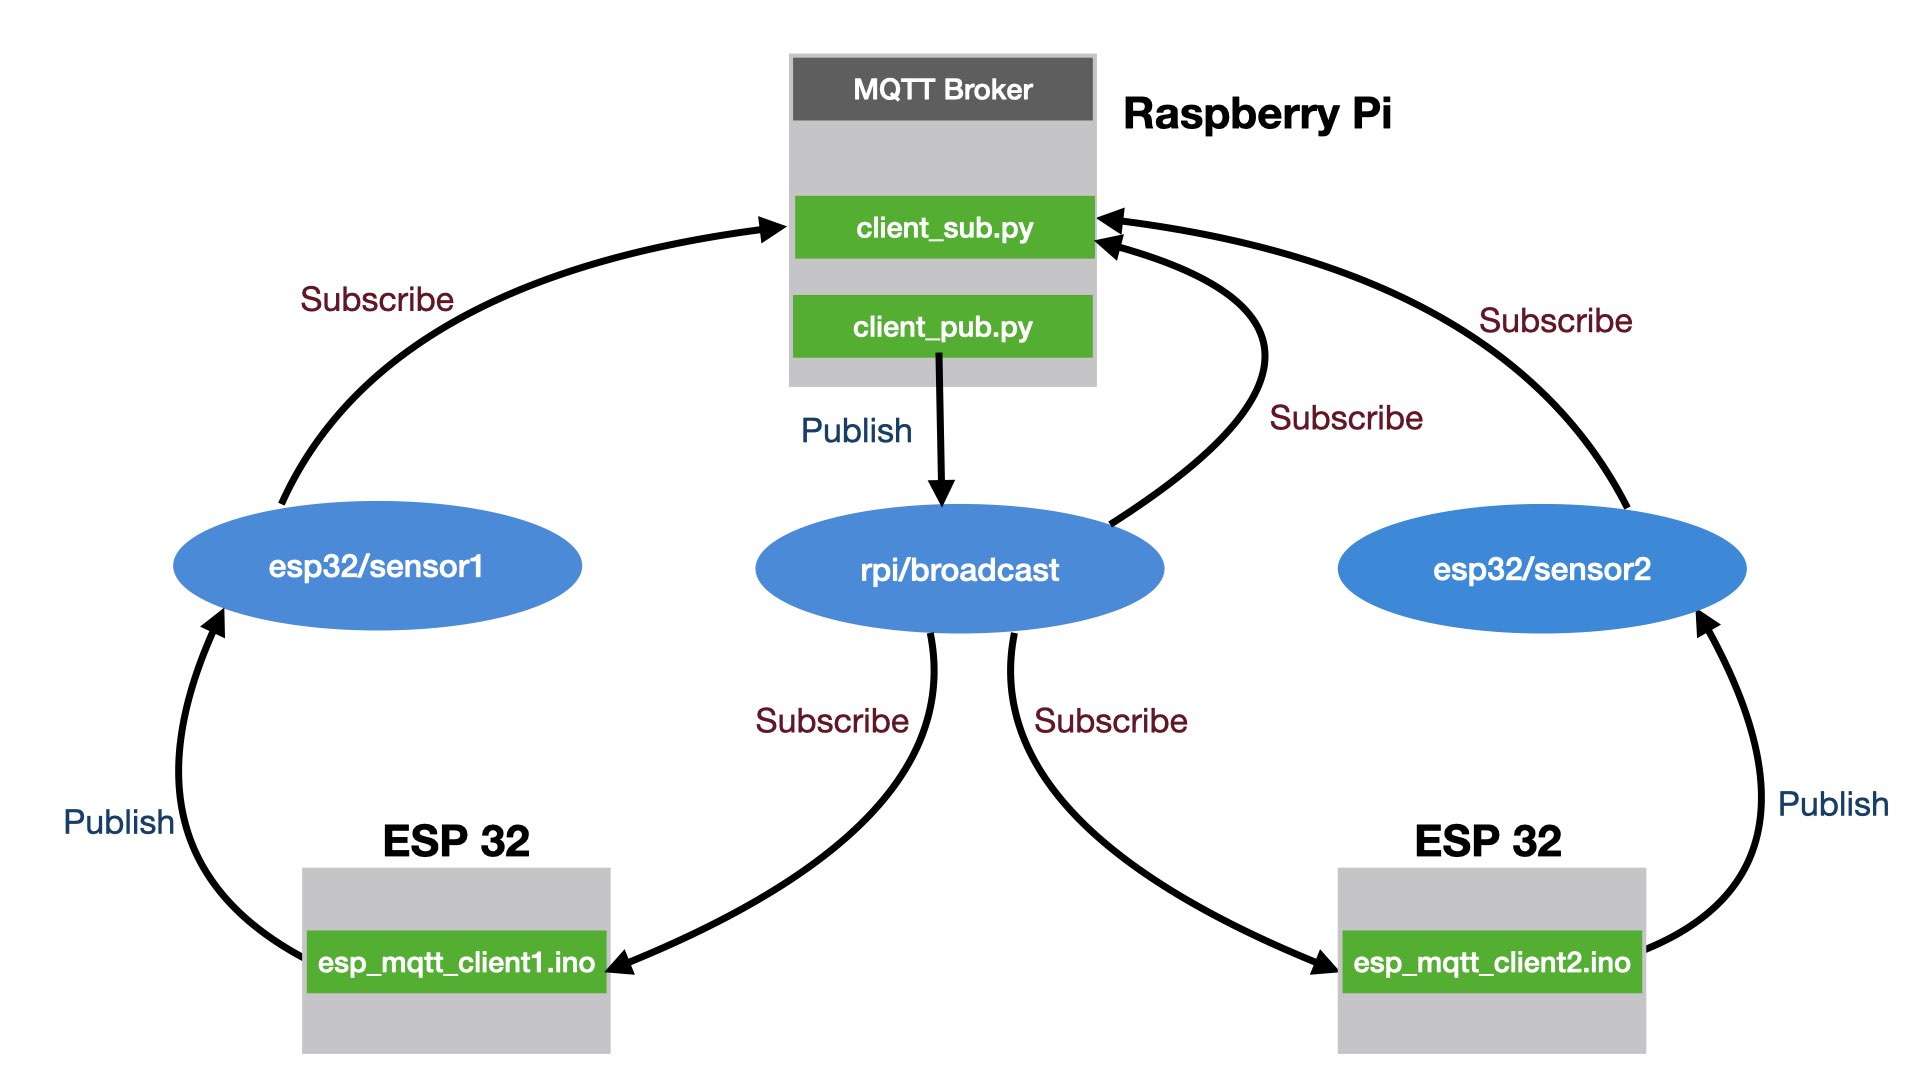 MQTT Broker
Raspberry Pi
client_sub.py
Subscribe
Subscribe
client_pub.py
Subscribe
Publish
esp32/sensor1
rpi/broadcast
esp32/sensor2
Subscribe
Subscribe
Publish
Publish
ESP 32
ESP 32
esp_mqtt_client1.ino
esp_mqtt_client2.ino